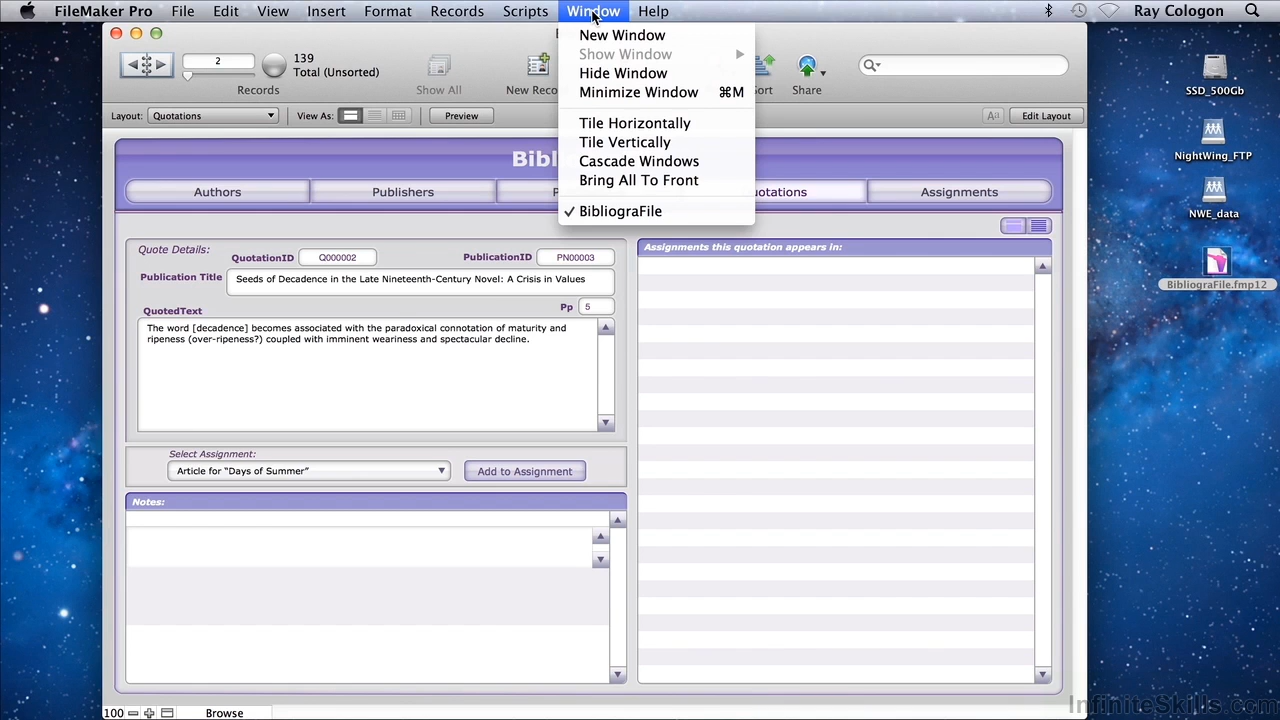 FileMaker Pro File Edit View Insert Format Records Scripts Window Help Ray Cologon
New Window
Show Window
Hide Window
Minimize Window ⌘M
Tile Horizontally
Tile Vertically
Cascade Windows
Bring All To Front
✓ BibliograFile
2
139
Total (Unsorted)
Records
Show All
New Reco
ort
Share
Layout: Quotations View As: Preview Aa Edit Layout
Bibl
Authors Publishers P uotations Assignments
Quote Details: QuotationID Q000002 PublicationID PN00003
Publication Title Seeds of Decadence in the Late Nineteenth-Century Novel: A Crisis in Values
QuotedText Pp 5
The word [decadence] becomes associated with the paradoxical connotation of maturity and
ripeness (over-ripeness?) coupled with imminent weariness and spectacular decline.
Select Assignment:
Article for “Days of Summer” Add to Assignment
Notes:
Assignments this quotation appears in:
100 Browse
SSD_500Gb
NightWing_FTP
NWE_data
BibliograFile.fmp12
InfiniteSkills.com